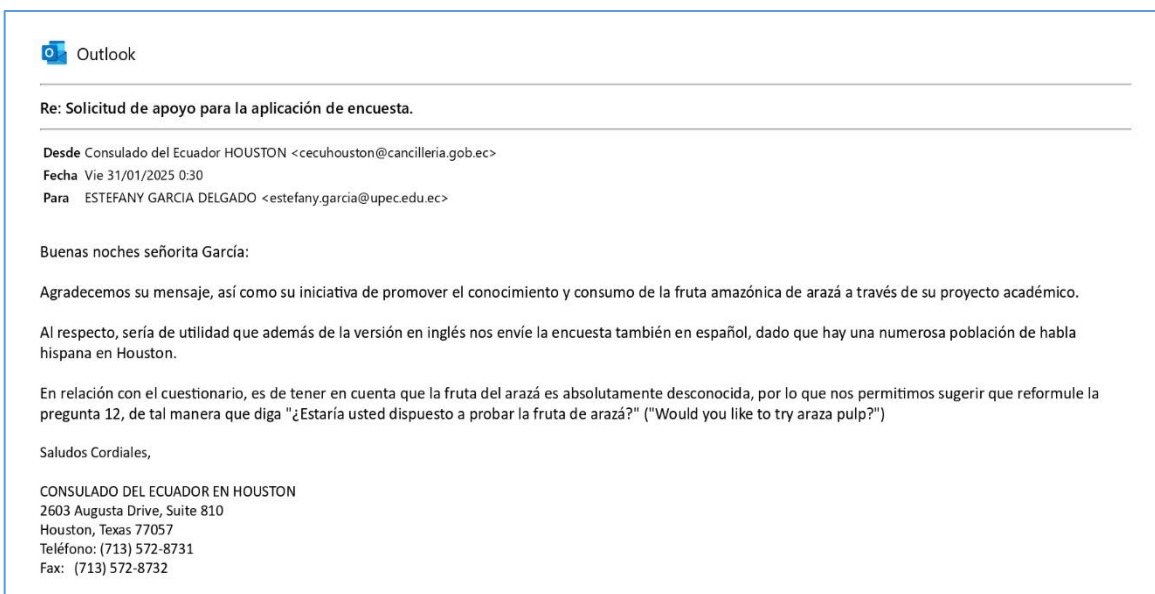 Outlook
Re: Solicitud de apoyo para la aplicación de encuesta.
Desde Consulado del Ecuador HOUSTON <cecuhouston@cancilleria.gob.ec>
Fecha Vie 31/01/2025 0:30
Para ESTEFANY GARCIA DELGADO <estefany.garcia@upec.edu.ec>
Buenas noches señorita García:
Agradecemos su mensaje, así como su iniciativa de promover el conocimiento y consumo de la fruta amazónica de arazá a través de su proyecto académico.
Al respecto, sería de utilidad que además de la versión en inglés nos envíe la encuesta también en español, dado que hay una numerosa población de habla
hispana en Houston.
En relación con el cuestionario, es de tener en cuenta que la fruta del arazá es absolutamente desconocida, por lo que nos permitimos sugerir que reformule la
pregunta 12, de tal manera que diga "¿Estaría usted dispuesto a probar la fruta de arazá?" ("Would you like to try araza pulp?")
Saludos Cordiales,
CONSULADO DEL ECUADOR EN HOUSTON
2603 Augusta Drive, Suite 810
Houston, Texas 77057
Teléfono: (713) 572-8731
Fax: (713) 572-8732